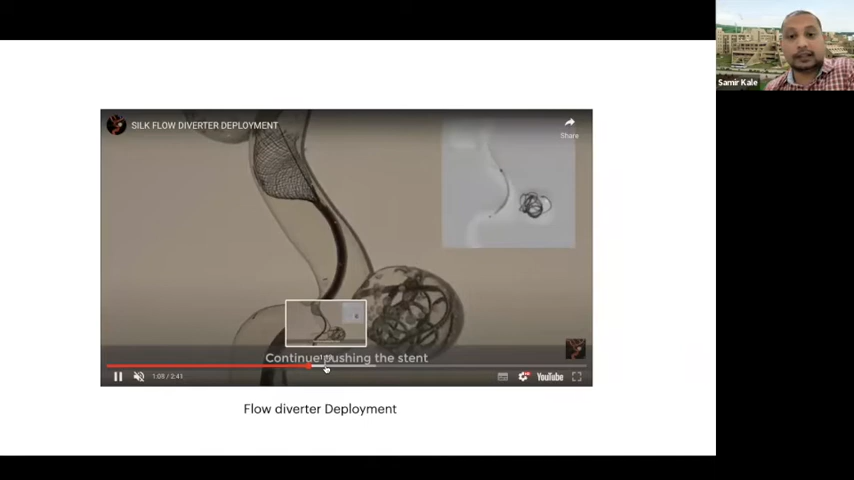 SILK FLOW DIVERTER DEPLOYMENT
Share
Samir Kale
Continue pushing the stent
1:08 / 2:41
YouTube
Flow diverter Deployment